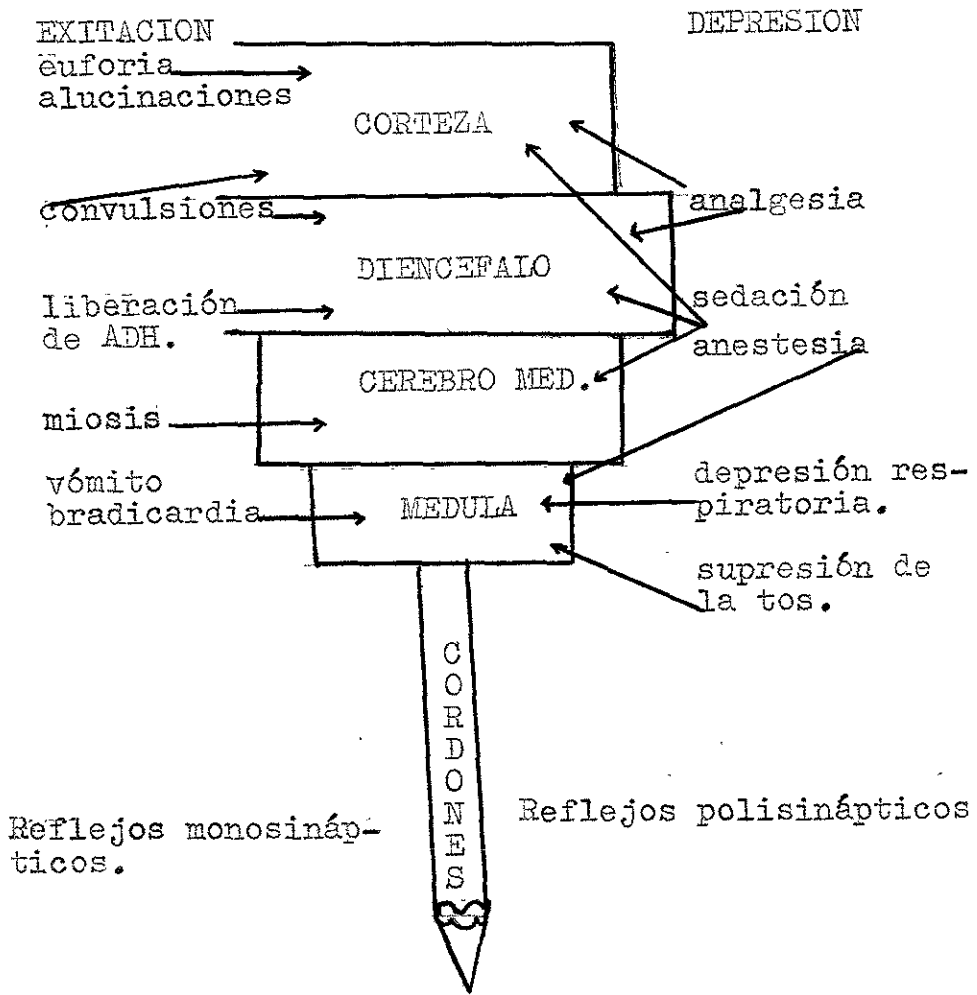 EXITACION
DEPRESION
euforia
alucinaciones
CORTEZA
convulsiones
analgesia
DIENCEFALO
liberación
de ADH.
sedación
anestesia
CEREBRO MED.
miosis
vómito
bradicardia
MEDULA
depresión res-
piratoria.
supresión de
la tos.
CORDONES
Reflejos monosináp-
ticos.
Reflejos polisinápticos